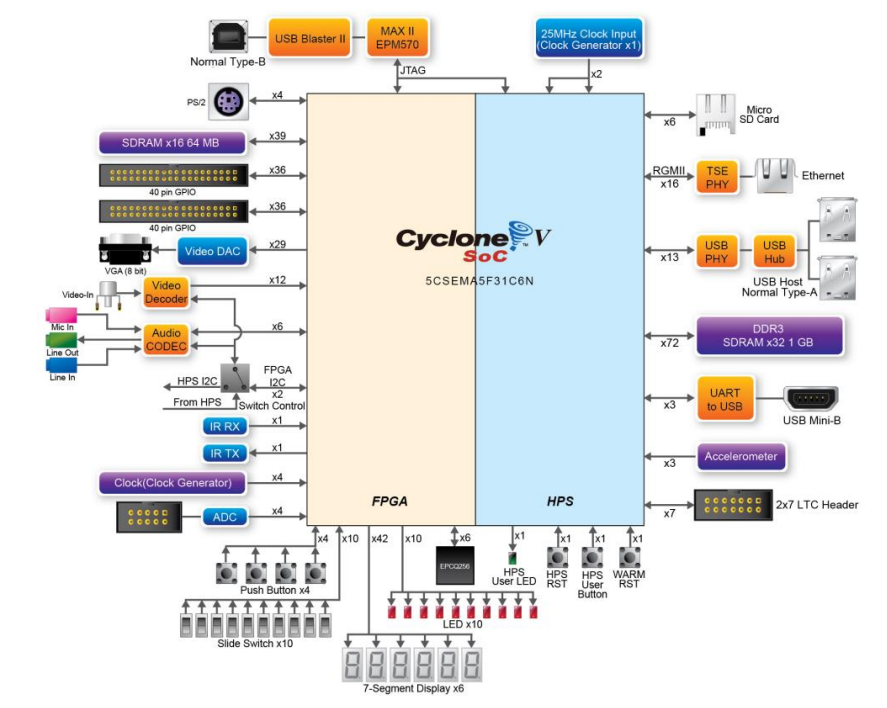 Normal Type-B
USB Blaster II
MAX II
EPM570
JTAG
25MHz Clock Input
(Clock Generator x1)
x2
PS/2
x4
SDRAM x16 64 MB
x39
x36
40 pin GPIO
x36
40 pin GPIO
Video DAC
x29
VGA (8 bit)
Video-In
Video
Decoder
x12
Mic In
Line Out
Line In
Audio
CODEC
x6
HPS I2C
From HPS
FPGA
I2C
x2
Switch Control
IR RX
x1
IR TX
x1
Clock(Clock Generator)
x4
ADC
x4
Cyclone V
SoC
™
5CSEMA5F31C6N
FPGA
HPS
x6
Micro
SD Card
RGMII
x16
TSE
PHY
Ethernet
x13
USB
PHY
USB
Hub
USB Host
Normal Type-A
x72
DDR3
SDRAM x32 1 GB
x3
UART
to USB
USB Mini-B
x3
Accelerometer
x7
2x7 LTC Header
x4
x10
x42
x10
x6
x1
x1
x1
x1
Push Button x4
Slide Switch x10
EPCQ256
HPS
User LED
HPS
RST
HPS
User
Button
WARM
RST
LED x10
7-Segment Display x6